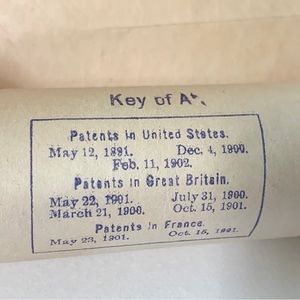 Key of A♭.
Patents in United States.
May 12, 1891. Dec. 4, 1900.
Feb. 11, 1902.
Patents in Great Britain.
May 22, 1901. July 31, 1900.
March 21, 1906. Oct. 15, 1901.
Patents in France.
May 23, 1901. Oct. 15, 1901.